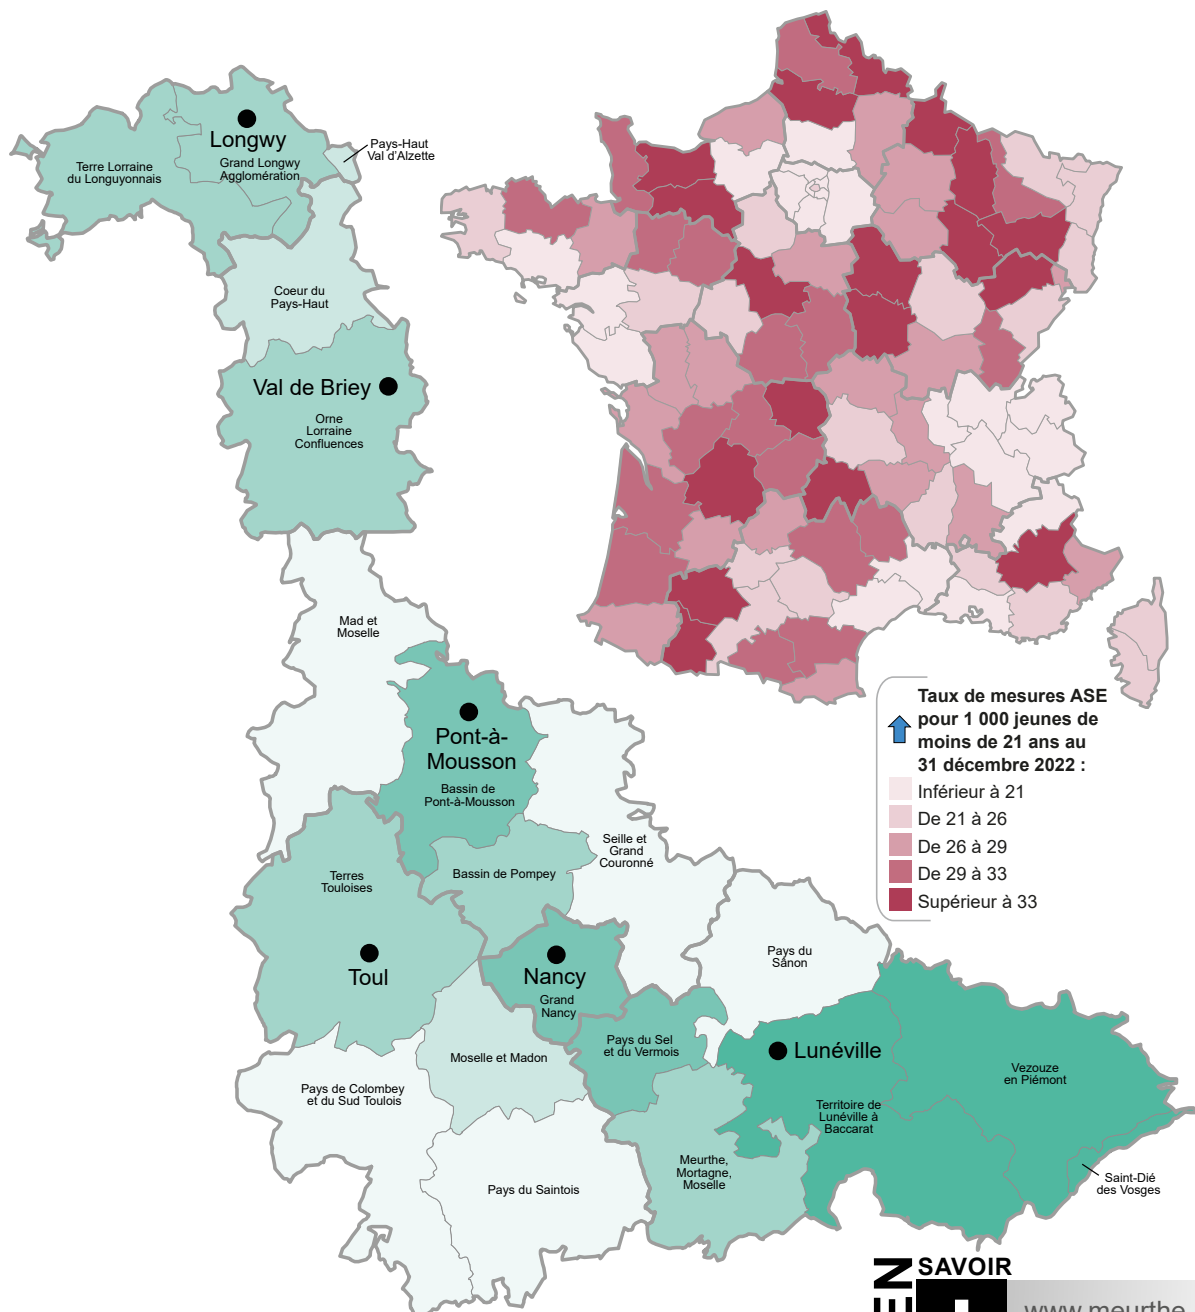 Longwy
Grand Longwy
Agglomération
Terre Lorraine
du Longuyonnais
Pays-Haut
Val d'Alzette
Coeur du
Pays-Haut
Val de Briey
Orne
Lorraine
Confluences
Mad et
Moselle
Pont-à-
Mousson
Bassin de
Pont-à-Mousson
Seille et
Grand
Couronné
Bassin de Pompey
Terres
Touloises
Toul
Nancy
Grand
Nancy
Pays du
Sânon
Pays du Sel
et du Vermois
Lunéville
Moselle et Madon
Vezouze
en Piémont
Pays de Colombey
et du Sud Toulois
Territoire de
Lunéville à
Baccarat
Meurthe,
Mortagne,
Moselle
Pays du Saintois
Saint-Dié
des Vosges
Taux de mesures ASE
pour 1 000 jeunes de
moins de 21 ans au
31 décembre 2022 :
Inférieur à 21
De 21 à 26
De 26 à 29
De 29 à 33
Supérieur à 33
EN
SAVOIR
www.meurthe